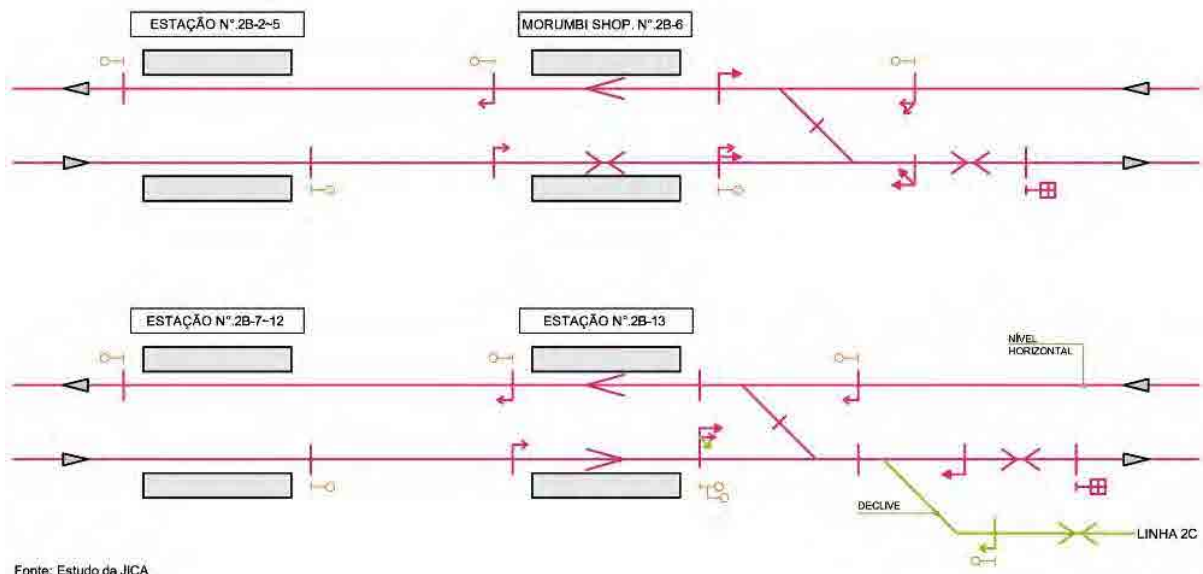 ESTAÇÃO N°.2B-2~5
MORUMBI SHOP. N°.2B-6
ESTAÇÃO N°.2B-7~12
ESTAÇÃO N°.2B-13
NÍVEL
HORIZONTAL
DECLIVE
LINHA 2C
Fonte: Estudo da JICA